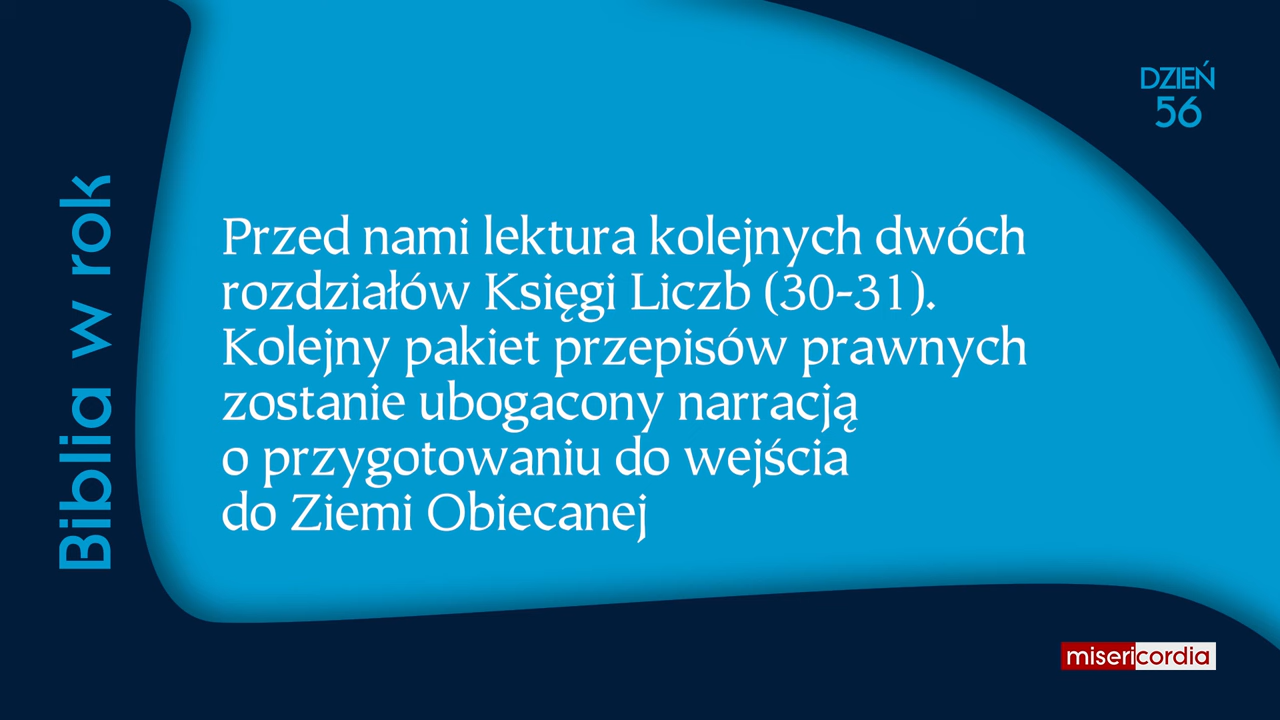 Biblia w rok
DZIEŃ
56
Przed nami lektura kolejnych dwóch
rozdziałów Księgi Liczb (30-31).
Kolejny pakiet przepisów prawnych
zostanie ubogacony narracją
o przygotowaniu do wejścia
do Ziemi Obiecanej
misericordia